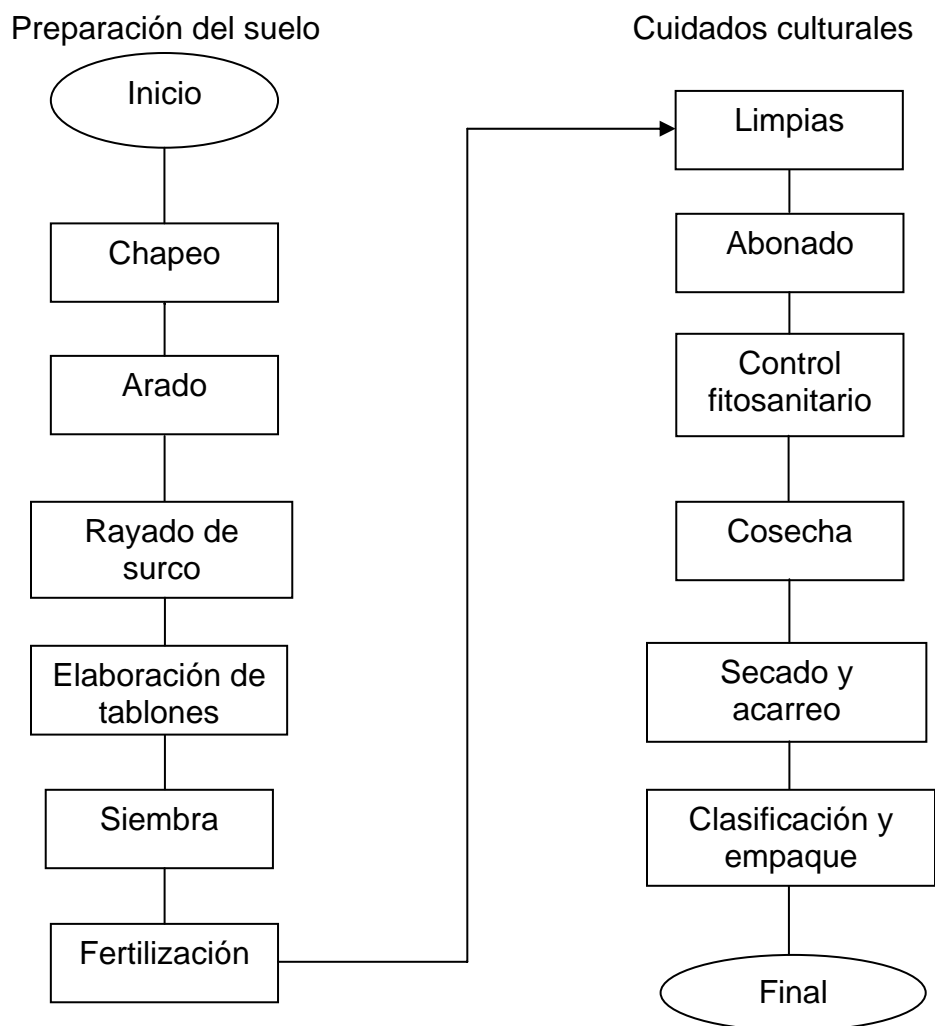 Preparación del suelo
Inicio
Chapeo
Arado
Rayado de
surco
Elaboración de
tablones
Siembra
Fertilización
Cuidados culturales
Limpias
Abonado
Control
fitosanitario
Cosecha
Secado y
acarreo
Clasificación y
empaque
Final